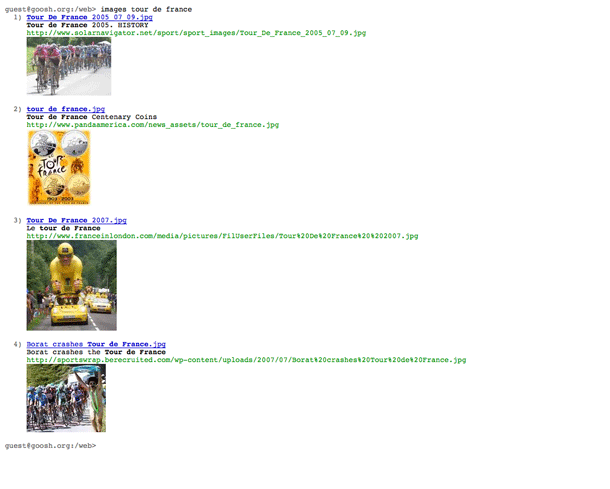 guest@goosh.org:/web> images tour de france
1) Tour De France 2005_07_09.jpg
Tour de France 2005. HISTORY
http://www.solarnavigator.net/sport/sport_images/Tour_De_France_2005_07_09.jpg
2) tour_de_france.jpg
Tour de France Centenary Coins
http://www.pandaamerica.com/news_assets/tour_de_france.jpg
TOUR
france
1903-2003
3) Tour De France 2007.jpg
Le tour de France
http://www.franceinlondon.com/media/pictures/FilUserFiles/Tour%20De%20France%20%202007.jpg
4) Borat crashes Tour de France.jpg
Borat crashes the Tour de France
http://sportswrap.berecruited.com/wp-content/uploads/2007/07/Borat%20crashes%20Tour%20de%20France.jpg
guest@goosh.org:/web>